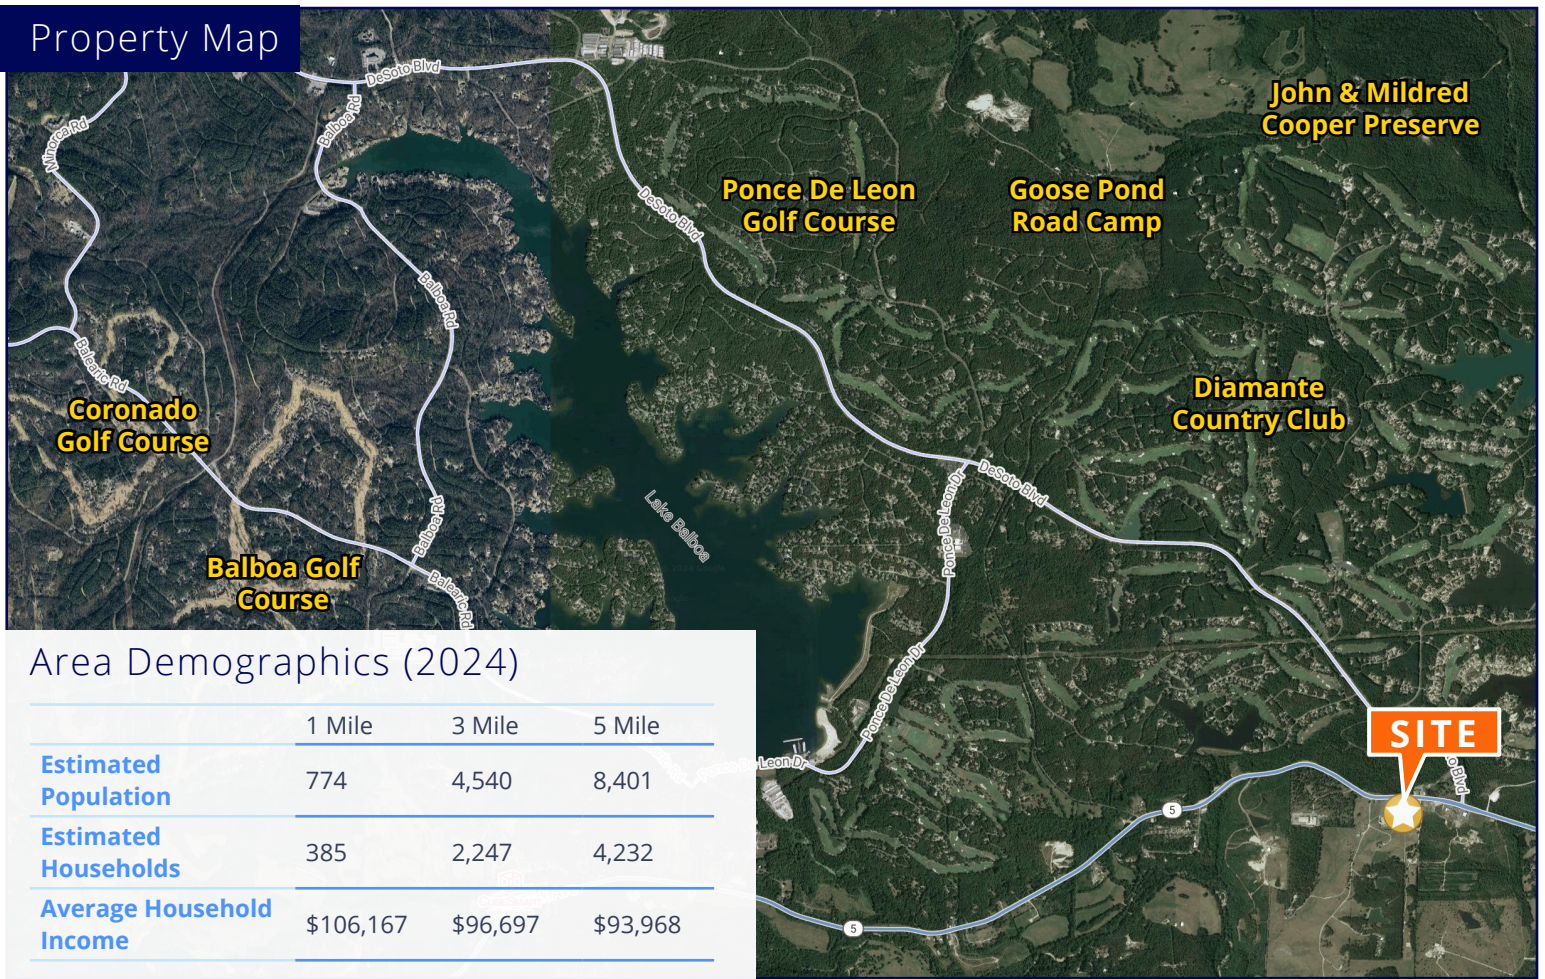 Property Map
DeSoto Blvd
Balboa Rd
Minorca Rd
John & Mildred
Cooper Preserve
Ponce De Leon
Golf Course
Goose Pond
Road Camp
DeSoto Blvd
Balboa Rd
Balearic Rd
Coronado
Golf Course
Diamante
Country Club
Lake Balboa
DeSoto Blvd
Ponce De Leon Dr
Balboa Rd
Balboa Golf
Course
Balearic Rd
Ponce De Leon Dr
Area Demographics (2024)
1 Mile 3 Mile 5 Mile
Estimated
Population
774 4,540 8,401
Estimated
Households
385 2,247 4,232
Average Household
Income
$106,167 $96,697 $93,968
Leon Dr
SITE
o Blvd
5
5